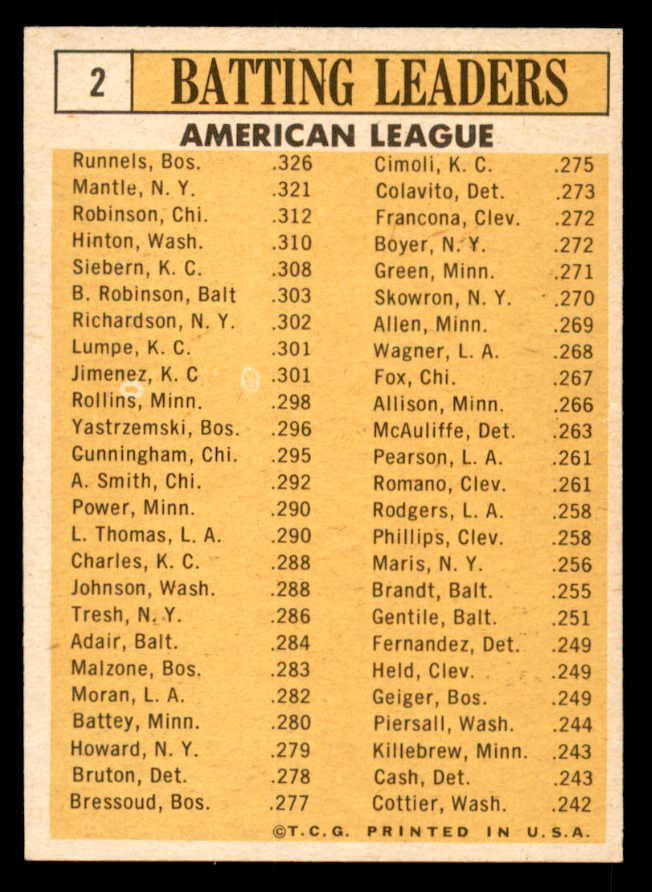 2
BATTING LEADERS
AMERICAN LEAGUE
Runnels, Bos. .326
Mantle, N. Y. .321
Robinson, Chi. .312
Hinton, Wash. .310
Siebern, K. C. .308
B. Robinson, Balt .303
Richardson, N. Y. .302
Lumpe, K. C. .301
Jimenez, K. C .301
Rollins, Minn. .298
Yastrzemski, Bos. .296
Cunningham, Chi. .295
A. Smith, Chi. .292
Power, Minn. .290
L. Thomas, L. A. .290
Charles, K. C. .288
Johnson, Wash. .288
Tresh, N. Y. .286
Adair, Balt. .284
Malzone, Bos. .283
Moran, L. A. .282
Battey, Minn. .280
Howard, N. Y. .279
Bruton, Det. .278
Bressoud, Bos. .277
Cimoli, K. C. .275
Colavito, Det. .273
Francona, Clev. .272
Boyer, N. Y. .272
Green, Minn. .271
Skowron, N. Y. .270
Allen, Minn. .269
Wagner, L. A. .268
Fox, Chi. .267
Allison, Minn. .266
McAuliffe, Det. .263
Pearson, L. A. .261
Romano, Clev. .261
Rodgers, L. A. .258
Phillips, Clev. .258
Maris, N. Y. .256
Brandt, Balt. .255
Gentile, Balt. .251
Fernandez, Det. .249
Held, Clev. .249
Geiger, Bos. .249
Piersall, Wash. .244
Killebrew, Minn. .243
Cash, Det. .243
Cottier, Wash. .242
©T.C.G. PRINTED IN U.S.A.